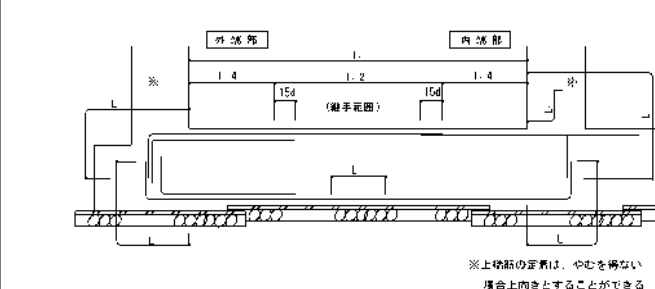 外端部 内端部
L
L 4 L 2 L 4
※ ※
15d (継手範囲) 15d
L
L
L
L
L L
※上端筋の定着は、やむを得ない
場合上向きとすることができる